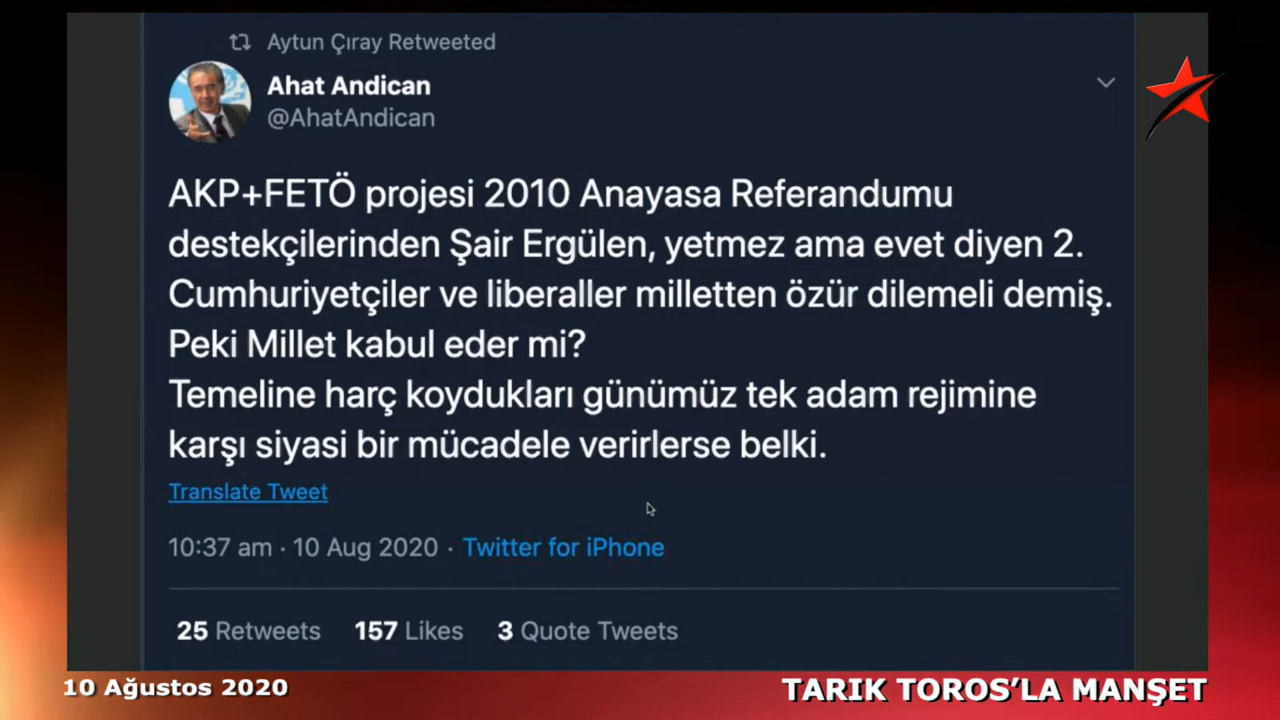 Aytun Çıray Retweeted
Ahat Andican
@AhatAndican
AKP+FETÖ projesi 2010 Anayasa Referandumu
destekçilerinden Şair Ergülen, yetmez ama evet diyen 2.
Cumhuriyetçiler ve liberaller milletten özür dilemeli demiş.
Peki Millet kabul eder mi?
Temeline harç koydukları günümüz tek adam rejimine
karşı siyasi bir mücadele verirlerse belki.
Translate Tweet
10:37 am · 10 Aug 2020 · Twitter for iPhone
25 Retweets 157 Likes 3 Quote Tweets
10 Ağustos 2020
TARIK TOROS’LA MANŞET